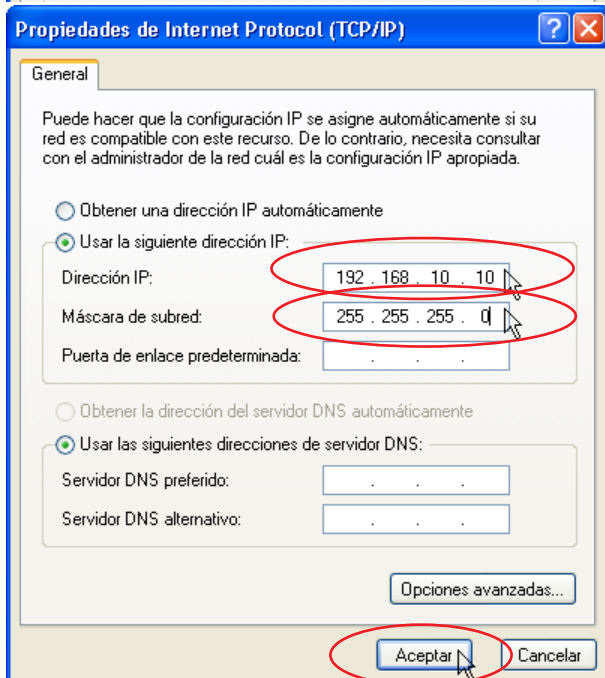 Propiedades de Internet Protocol (TCP/IP)
General
Puede hacer que la configuración IP se asigne automáticamente si su
red es compatible con este recurso. De lo contrario, necesita consultar
con el administrador de la red cuál es la configuración IP apropiada.
Obtener una dirección IP automáticamente
Usar la siguiente dirección IP:
Dirección IP: 192 . 168 . 10 . 10
Máscara de subred: 255 . 255 . 255 . 0
Puerta de enlace predeterminada: . . .
Obtener la dirección del servidor DNS automáticamente
Usar las siguientes direcciones de servidor DNS:
Servidor DNS preferido: . . .
Servidor DNS alternativo: . . .
Opciones avanzadas...
Aceptar Cancelar